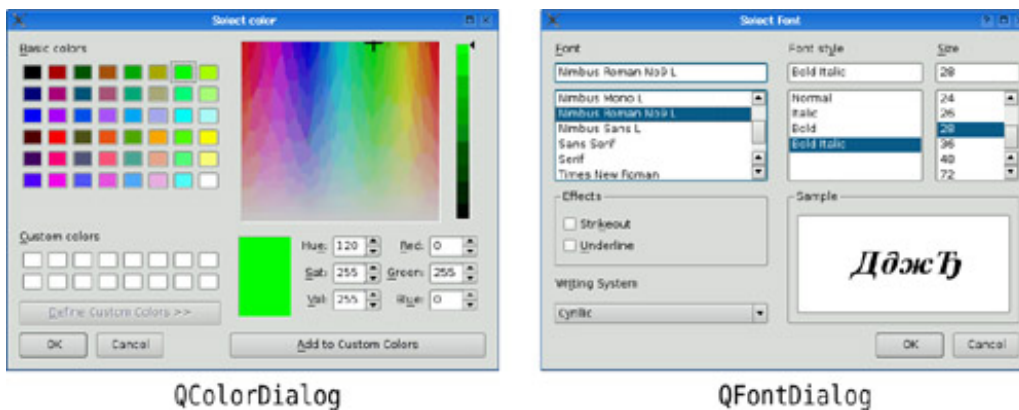 Select color
Basic colors
Custom colors
Define Custom Colors >>
OK
Cancel
Hue: 120
Sat: 255
Val: 255
Red: 0
Green: 255
Blue: 0
Add to Custom Colors
QColorDialog
Select Font
Font
Nimbus Roman No9 L
Nimbus Mono L
Nimbus Roman No9 L
Nimbus Sans L
Sans Serif
Serif
Times New Roman
Font style
Bold Italic
Normal
Italic
Bold
Bold Italic
Size
28
24
26
28
36
48
72
Effects
Strikeout
Underline
Writing System
Cyrillic
Sample
ДджЂ
OK
Cancel
QFontDialog